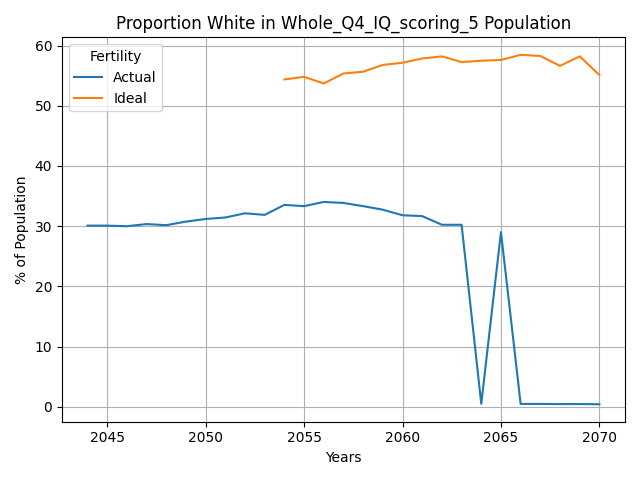 Proportion White in Whole_Q4_IQ_scoring_5 Population
Fertility
Actual
Ideal
60
50
40
30
20
10
0
% of Population
2045
2050
2055
2060
2065
2070
Years